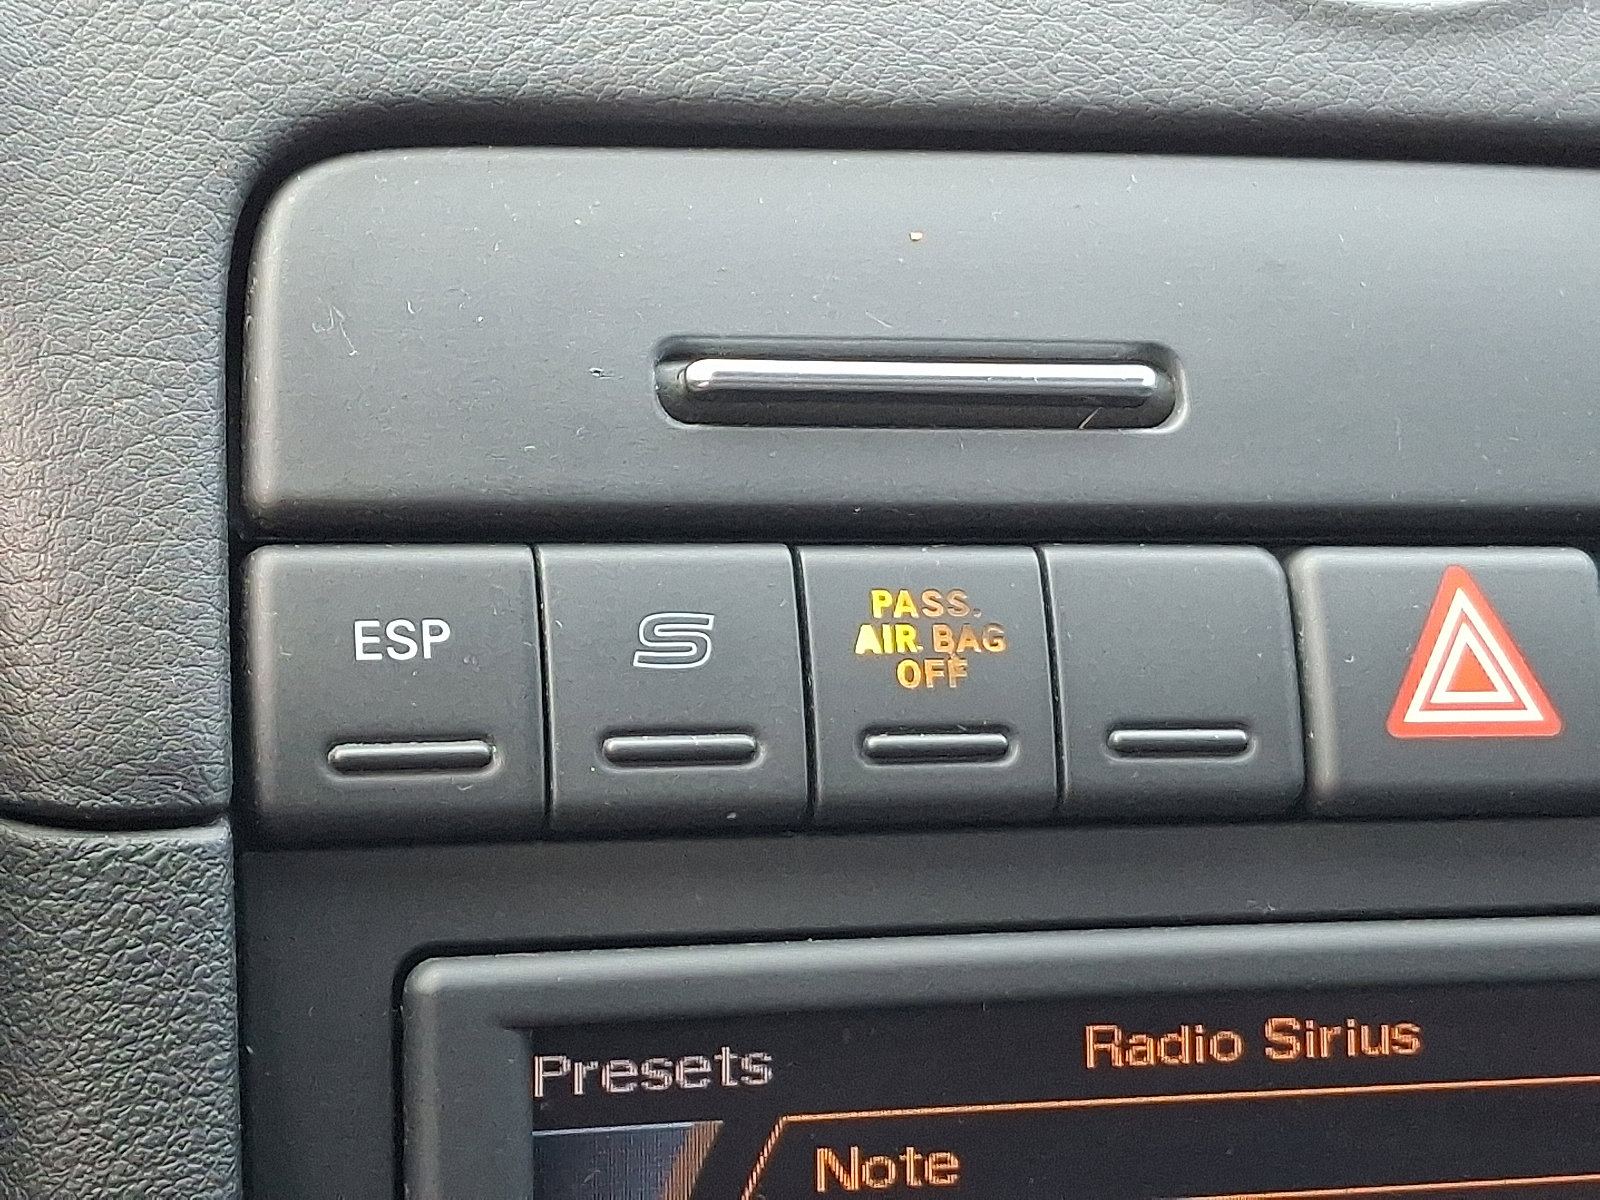 ESP
S
PASS.
AIR BAG
OFF
Presets
Radio Sirius
Note